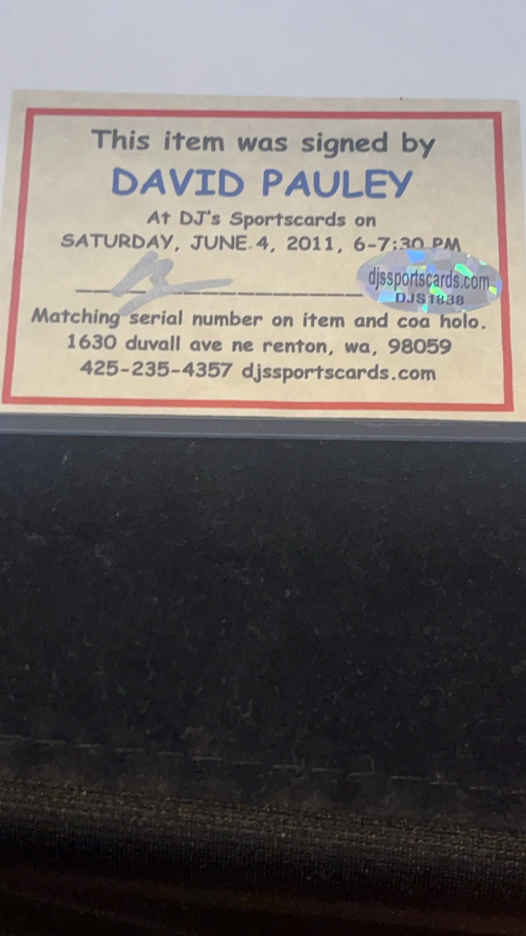 This item was signed by
DAVID PAULEY
At DJ's Sportscards on
SATURDAY, JUNE 4, 2011, 6-7:30 PM
djssportscards.com
DJS1838
Matching serial number on item and coa holo.
1630 duvall ave ne renton, wa, 98059
425-235-4357 djssportscards.com